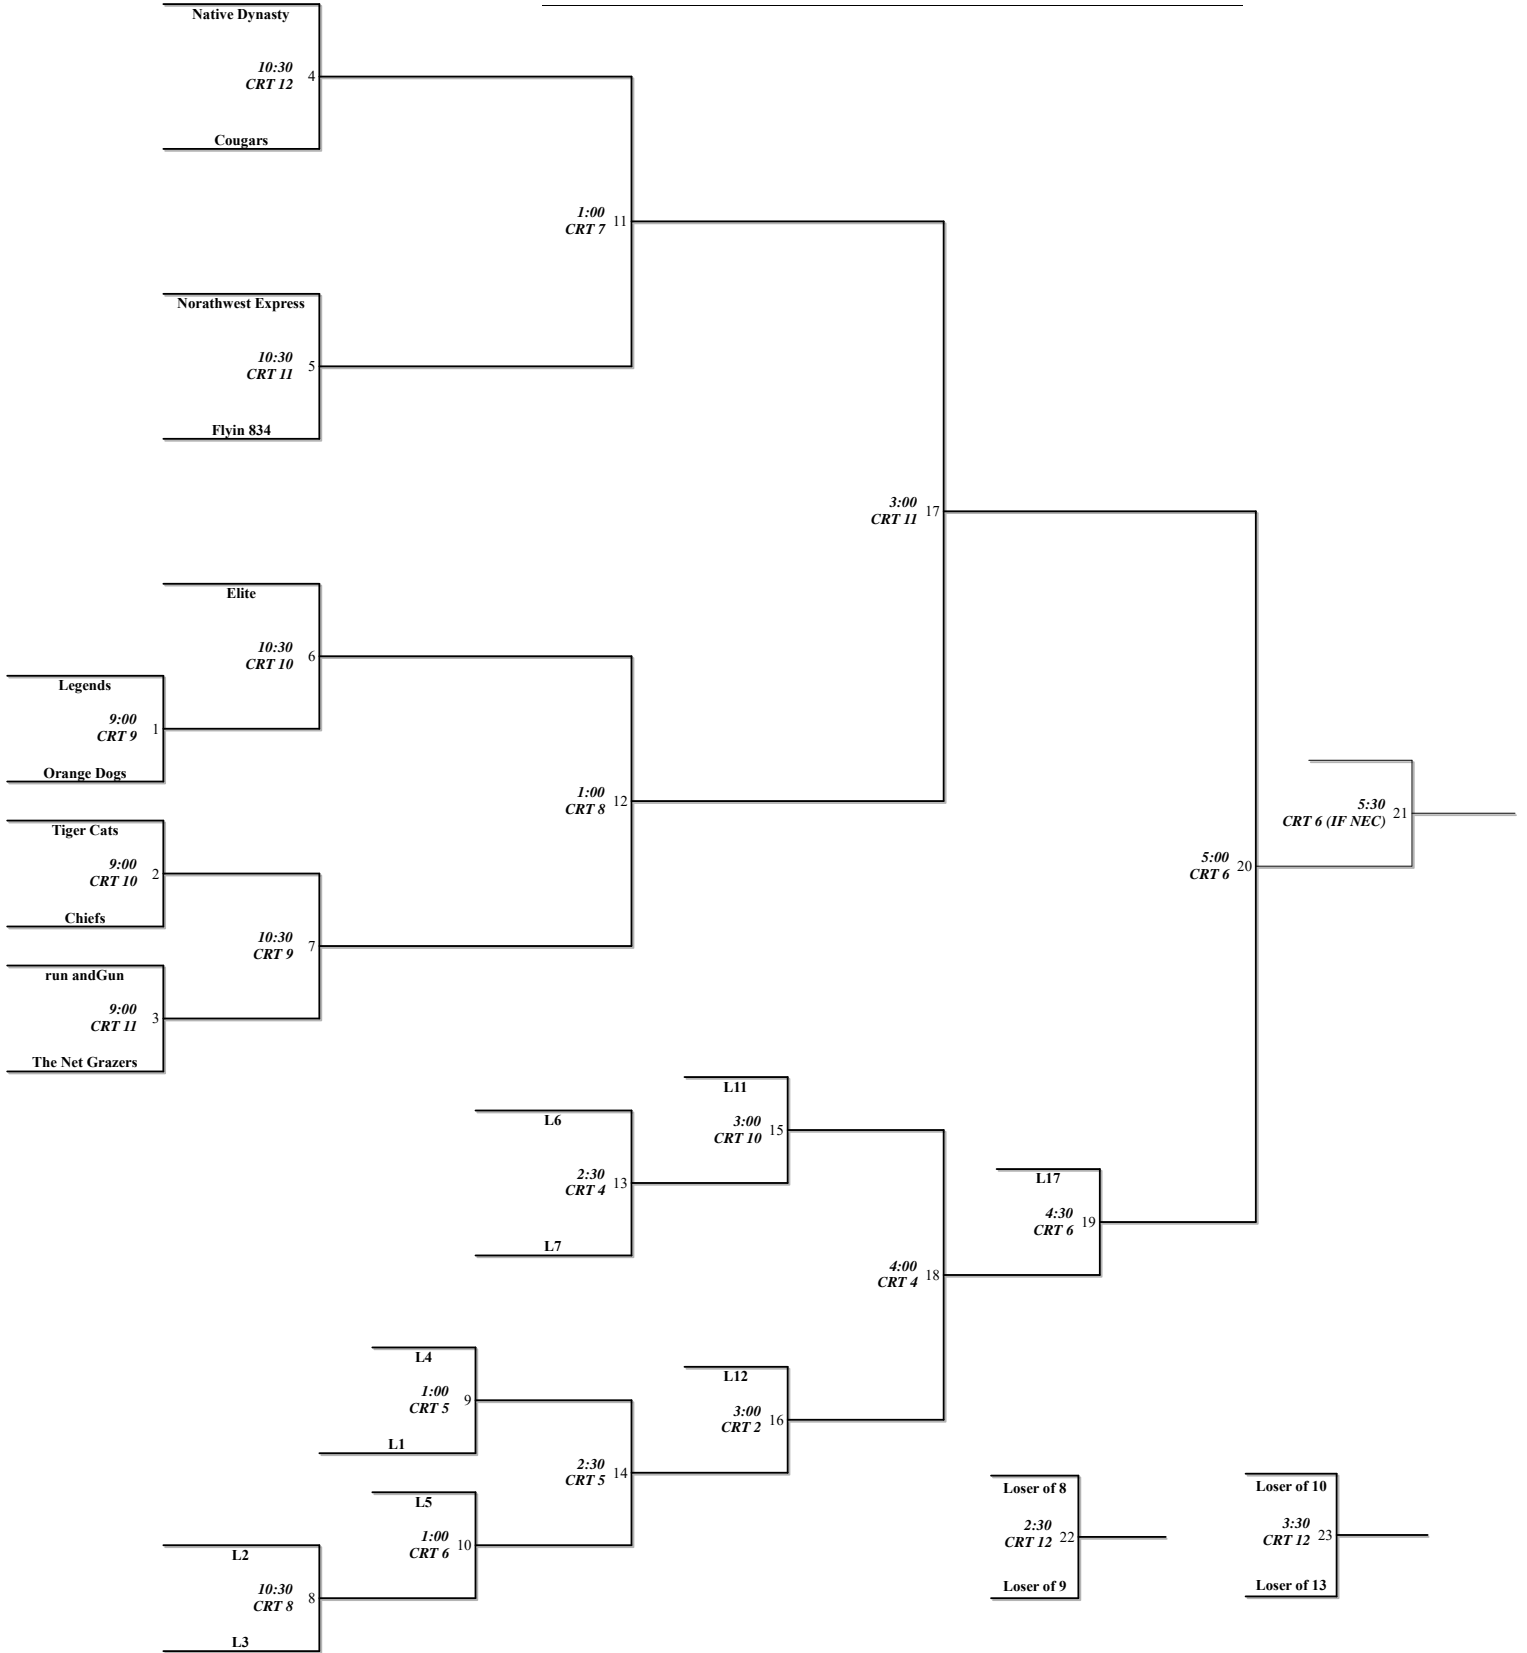 Native Dynasty
10:30
CRT 12
4
Cougars
1:00
CRT 7
11
Norathwest Express
10:30
CRT 11
5
Flyin 834
3:00
CRT 11
17
Elite
10:30
CRT 10
6
Legends
9:00
CRT 9
1
Orange Dogs
1:00
CRT 8
12
5:30
CRT 6 (IF NEC)
21
Tiger Cats
9:00
CRT 10
2
Chiefs
5:00
CRT 6
20
10:30
CRT 9
7
run andGun
9:00
CRT 11
3
The Net Grazers
L11
3:00
CRT 10
15
L6
2:30
CRT 4
13
L7
L17
4:30
CRT 6
19
4:00
CRT 4
18
L4
1:00
CRT 5
9
L1
L12
3:00
CRT 2
16
2:30
CRT 5
14
L5
1:00
CRT 6
10
L2
10:30
CRT 8
8
L3
Loser of 8
2:30
CRT 12
22
Loser of 9
Loser of 10
3:30
CRT 12
23
Loser of 13